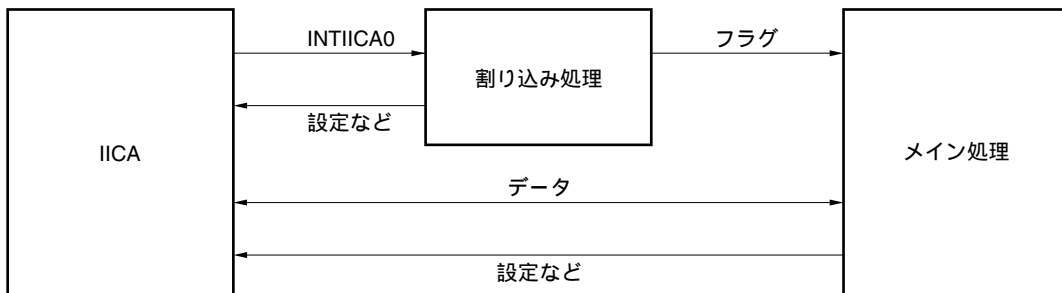 INTIICA0
フラグ
割り込み処理
設定など
IICA
メイン処理
データ
設定など